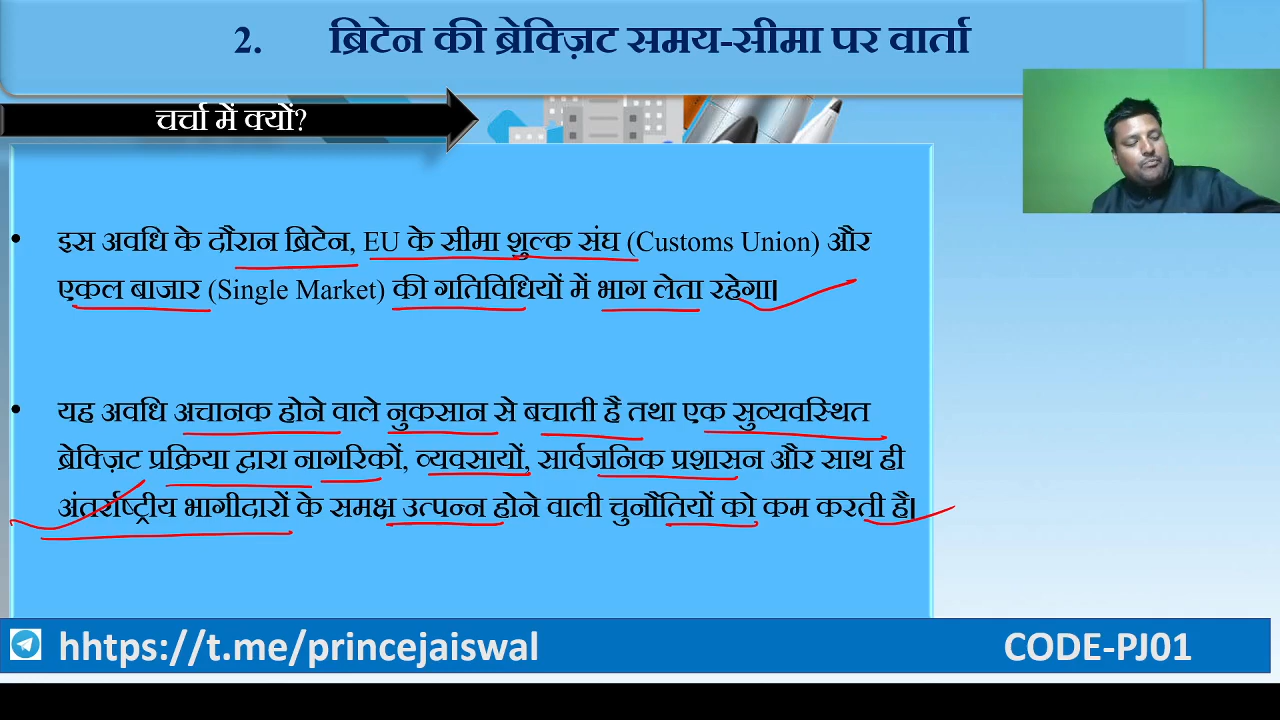 2. ब्रिटेन की ब्रेक्ज़िट समय-सीमा पर वार्ता
चर्चा में क्यों?
• इस अवधि के दौरान ब्रिटेन, EU के सीमा शुल्क संघ (Customs Union) और
एकल बाजार (Single Market) की गतिविधियों में भाग लेता रहेगा।
• यह अवधि अचानक होने वाले नुकसान से बचाती है तथा एक सुव्यवस्थित
ब्रेक्ज़िट प्रक्रिया द्वारा नागरिकों, व्यवसायों, सार्वजनिक प्रशासन और साथ ही
अंतर्राष्ट्रीय भागीदारों के समक्ष उत्पन्न होने वाली चुनौतियों को कम करती है।
hhtps://t.me/princejaiswal CODE-PJ01